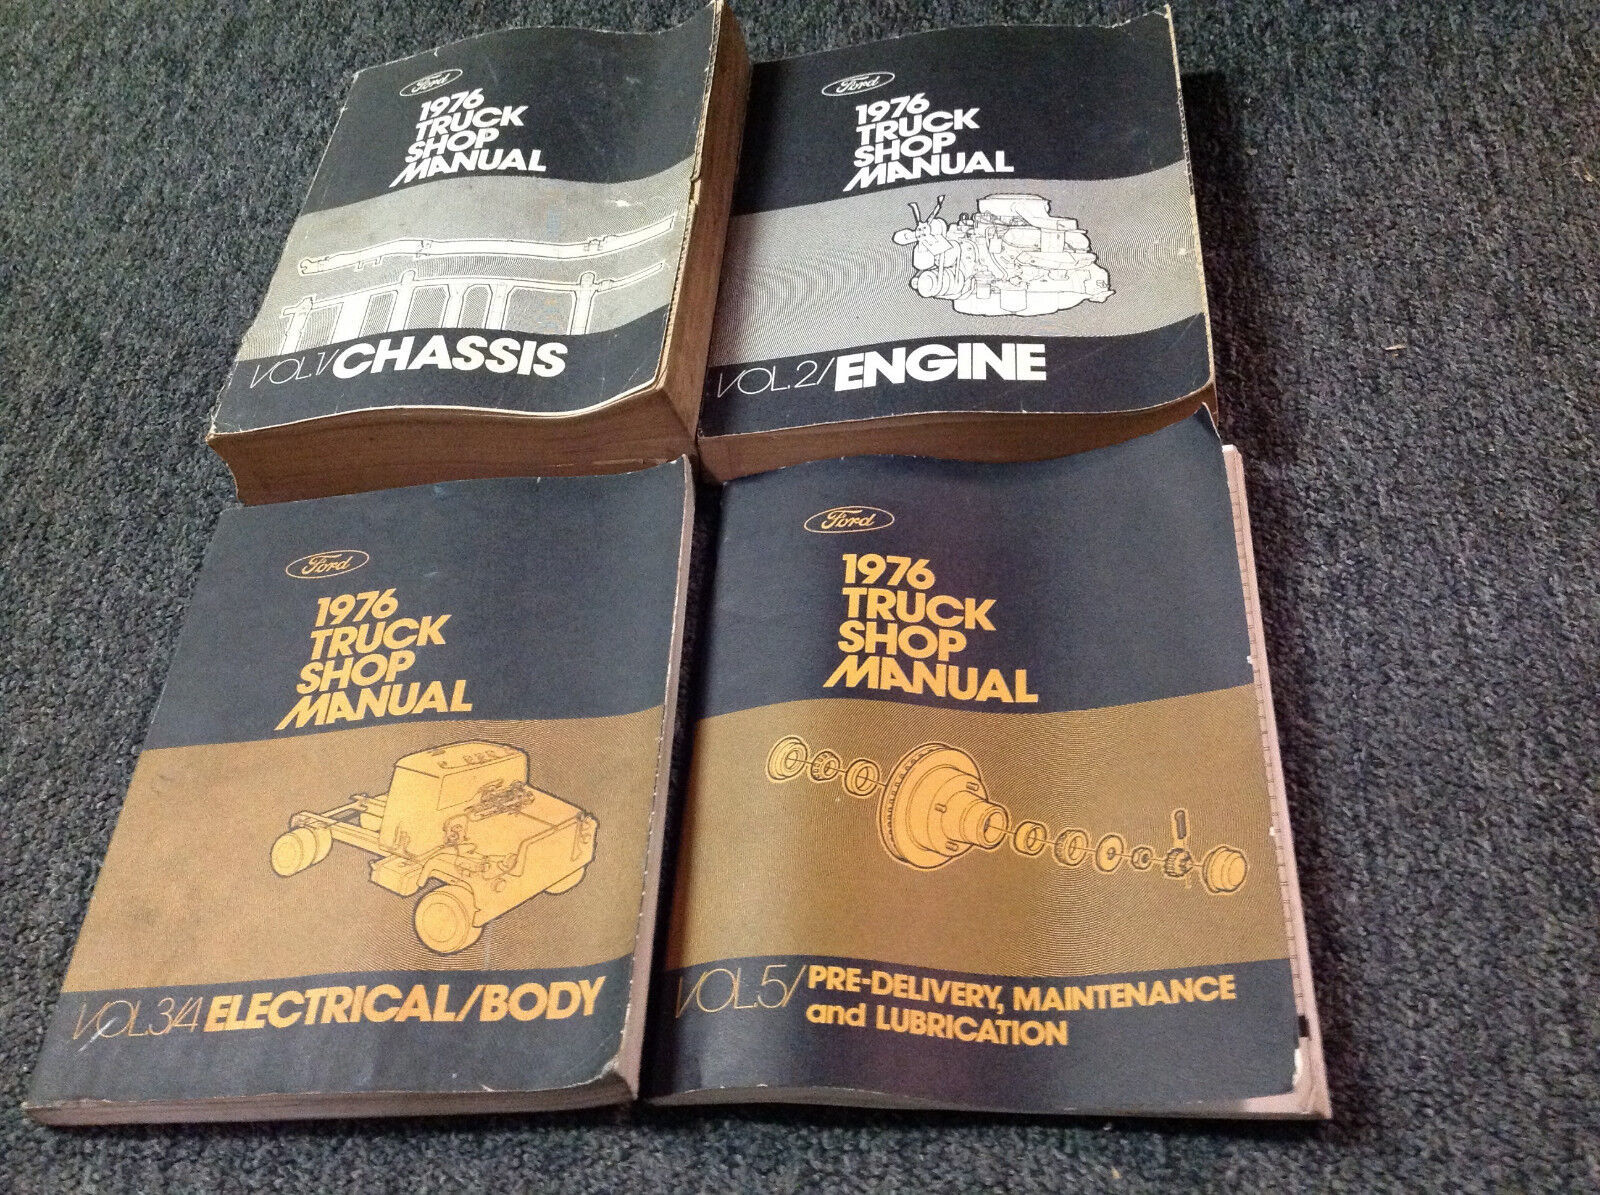 Ford
1976
TRUCK
SHOP
MANUAL
VOL.1/CHASSIS
Ford
1976
TRUCK
SHOP
MANUAL
VOL.2/ENGINE
Ford
1976
TRUCK
SHOP
MANUAL
VOL.3/4 ELECTRICAL/BODY
Ford
1976
TRUCK
SHOP
MANUAL
VOL.5/ PRE-DELIVERY, MAINTENANCE
and LUBRICATION